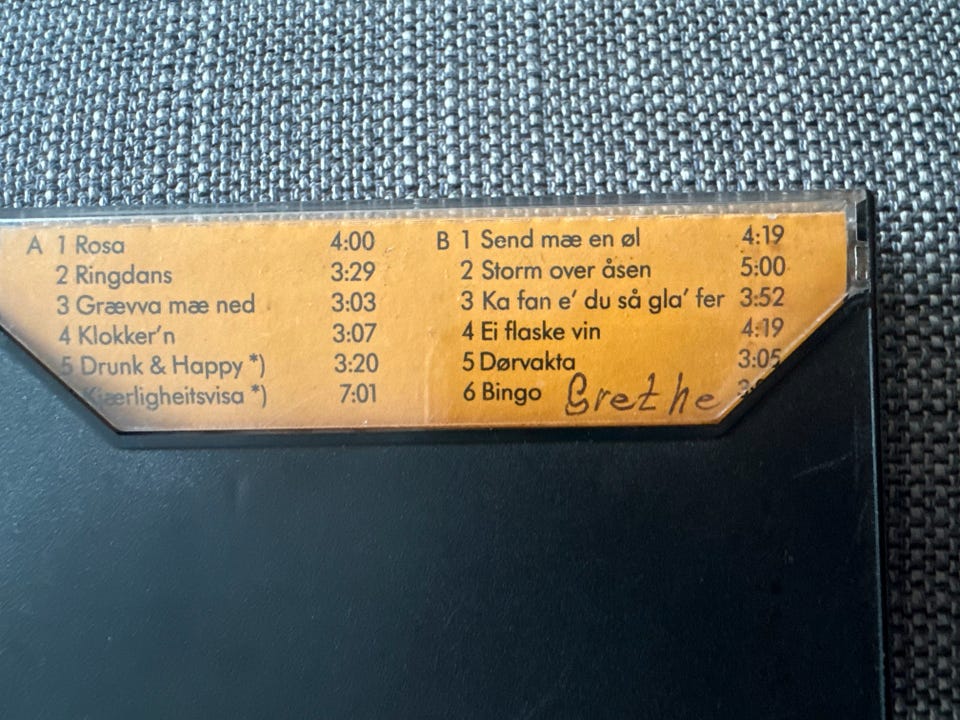 A 1 Rosa 4:00
2 Ringdans 3:29
3 Grævva mæ ned 3:03
4 Klokker'n 3:07
5 Drunk & Happy *) 3:20
Kjærligheitsvisa *) 7:01
B 1 Send mæ en øl 4:19
2 Storm over åsen 5:00
3 Ka fan e' du så gla' fer 3:52
4 Ei flaske vin 4:19
5 Dørvakta 3:05
6 Bingo
Grethe